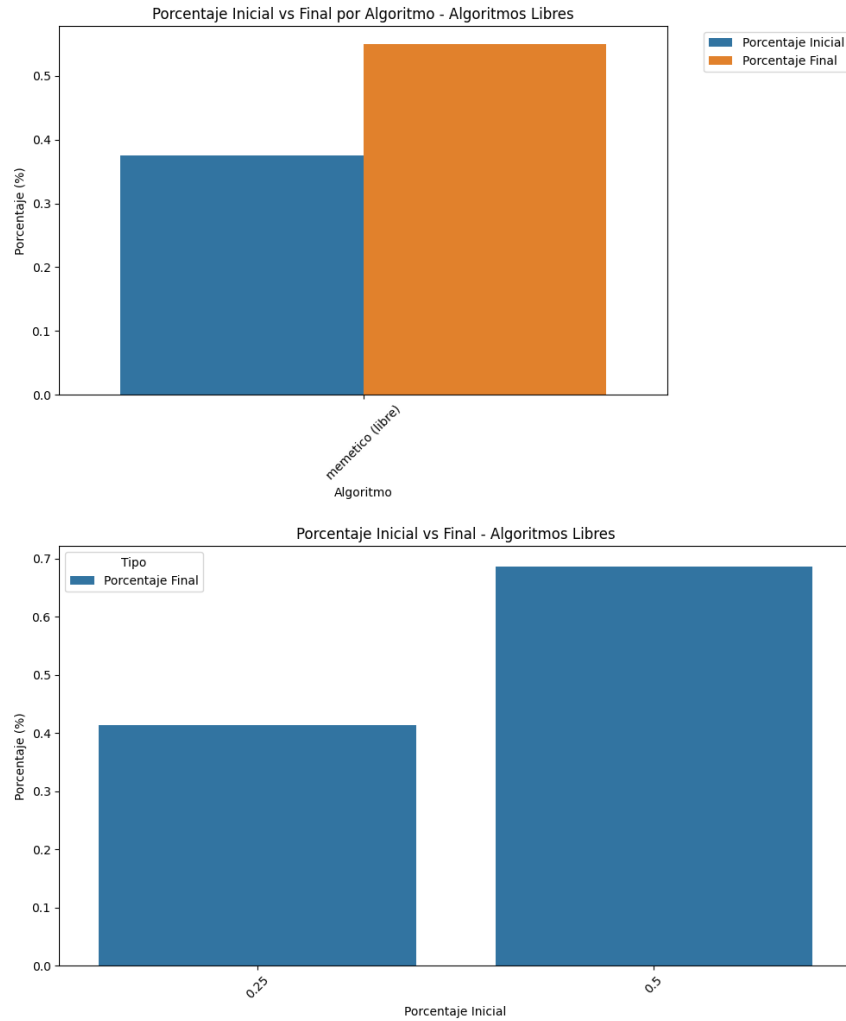 Porcentaje Inicial vs Final por Algoritmo - Algoritmos Libres
Porcentaje Inicial
Porcentaje Final
Porcentaje (%)
0.5
0.4
0.3
0.2
0.1
0.0
memetico (libre)
Algoritmo
Porcentaje Inicial vs Final - Algoritmos Libres
Tipo
Porcentaje Final
Porcentaje (%)
0.7
0.6
0.5
0.4
0.3
0.2
0.1
0.0
0.25
0.5
Porcentaje Inicial